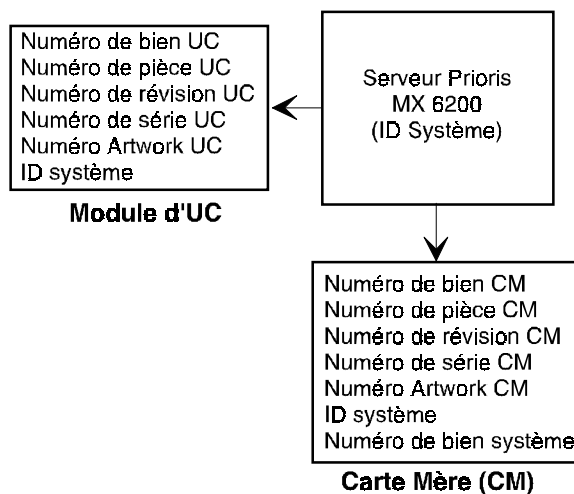 Numéro de bien UC
Numéro de pièce UC
Numéro de révision UC
Numéro de série UC
Numéro Artwork UC
ID système
Module d'UC
Serveur Prioris
MX 6200
(ID Système)
Numéro de bien CM
Numéro de pièce CM
Numéro de révision CM
Numéro de série CM
Numéro Artwork CM
ID système
Numéro de bien système
Carte Mère (CM)